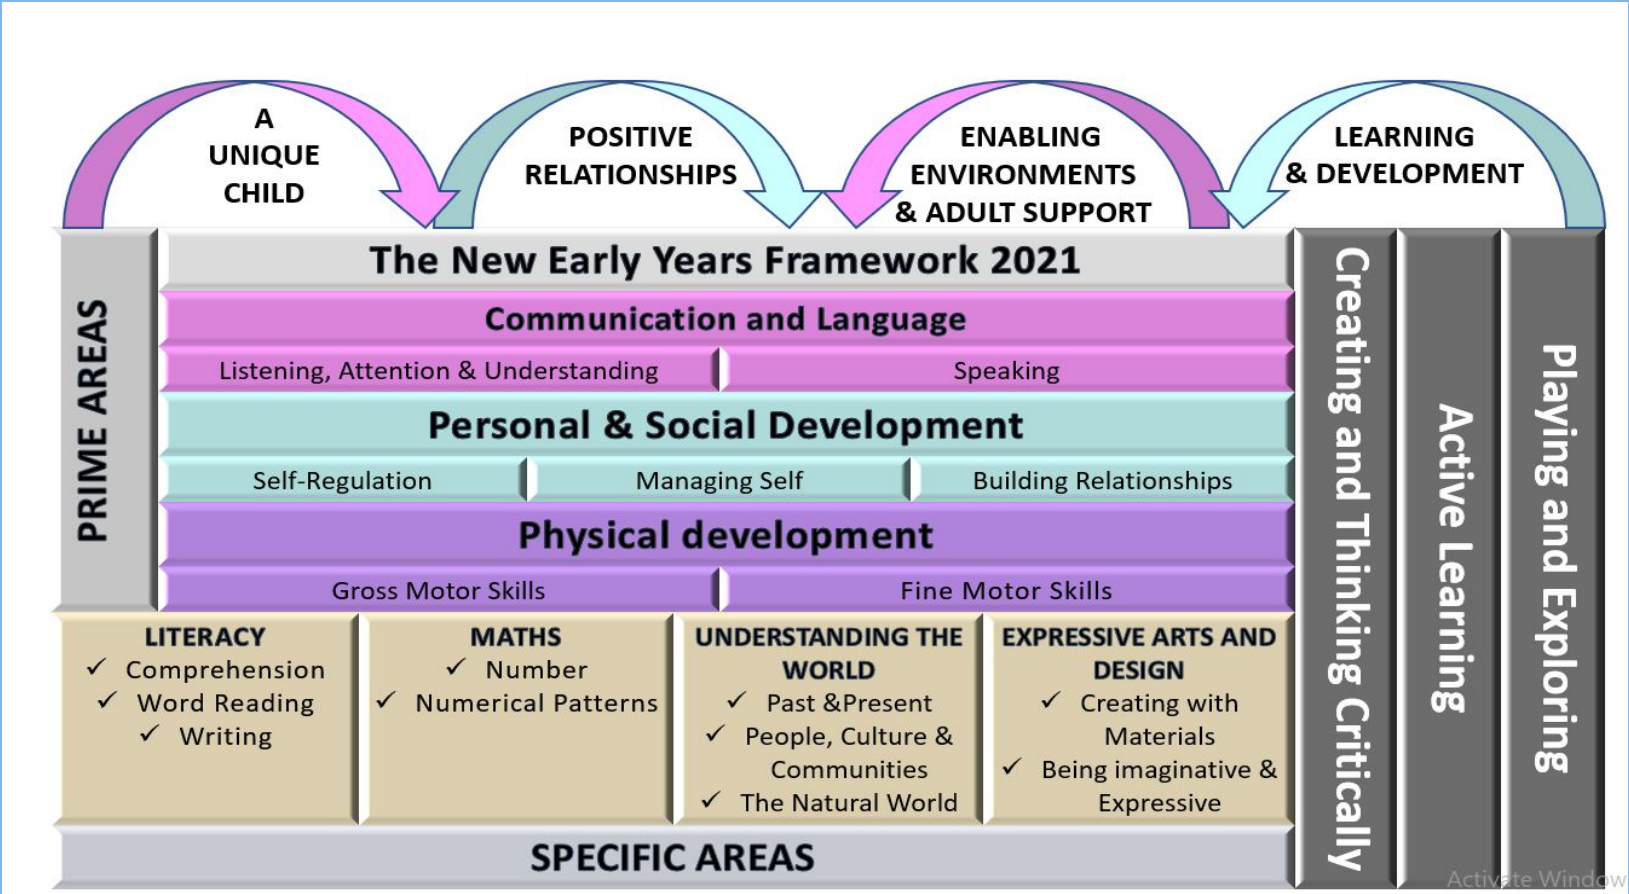 A
UNIQUE
CHILD
POSITIVE
RELATIONSHIPS
ENABLING
ENVIRONMENTS
& ADULT SUPPORT
LEARNING
& DEVELOPMENT
PRIME AREAS
The New Early Years Framework 2021
Communication and Language
Listening, Attention & Understanding
Speaking
Personal & Social Development
Self-Regulation
Managing Self
Building Relationships
Physical development
Gross Motor Skills
Fine Motor Skills
LITERACY
✓ Comprehension
✓ Word Reading
✓ Writing
MATHS
✓ Number
✓ Numerical Patterns
UNDERSTANDING THE
WORLD
✓ Past &Present
✓ People, Culture &
Communities
✓ The Natural World
EXPRESSIVE ARTS AND
DESIGN
✓ Creating with
Materials
✓ Being imaginative &
Expressive
SPECIFIC AREAS
Creating and Thinking Critically
Active Learning
Playing and Exploring
Activate Window